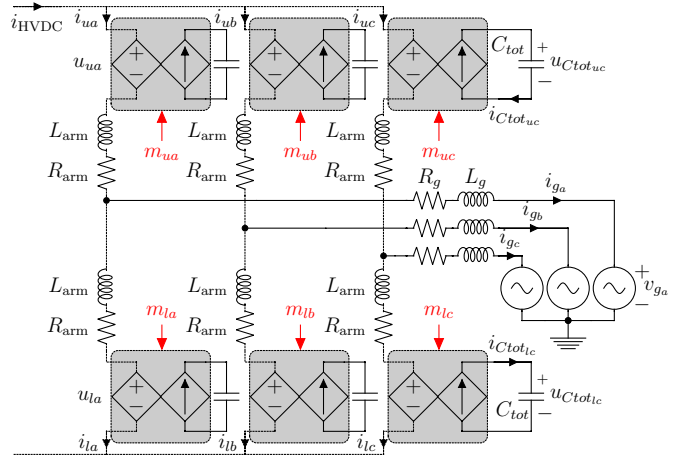 i_HVDC i_ua i_ub i_uc
C_tot + u_Ctot_uc −
u_ua + − + − + −
i_Ctot_uc
L_arm L_arm L_arm
m_ua m_ub m_uc
R_arm R_arm R_arm
R_g L_g i_ga
i_gb
i_gc
L_arm L_arm L_arm
+ v_ga −
m_la m_lb m_lc
R_arm R_arm R_arm
i_Ctot_lc
u_la + − + − + −
C_tot + u_Ctot_lc −
i_la i_lb i_lc